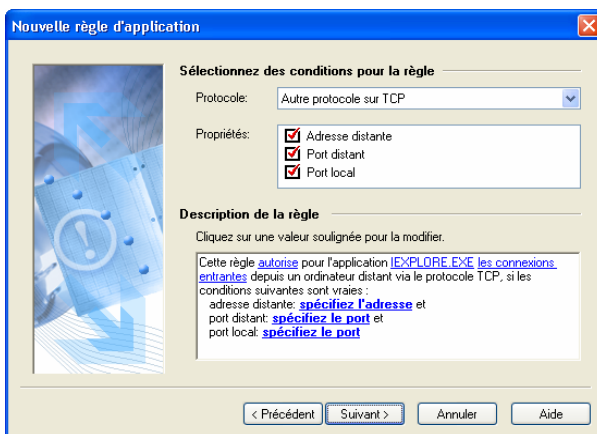 Nouvelle règle d'application
Sélectionnez des conditions pour la règle
Protocole: Autre protocole sur TCP
Propriétés: Adresse distante
Port distant
Port local
Description de la règle
Cliquez sur une valeur soulignée pour la modifier.
Cette règle autorise pour l'application IEXPLORE.EXE les connexions
entrantes depuis un ordinateur distant via le protocole TCP, si les
conditions suivantes sont vraies :
adresse distante: spécifiez l'adresse et
port distant: spécifiez le port et
port local: spécifiez le port
< Précédent Suivant > Annuler Aide